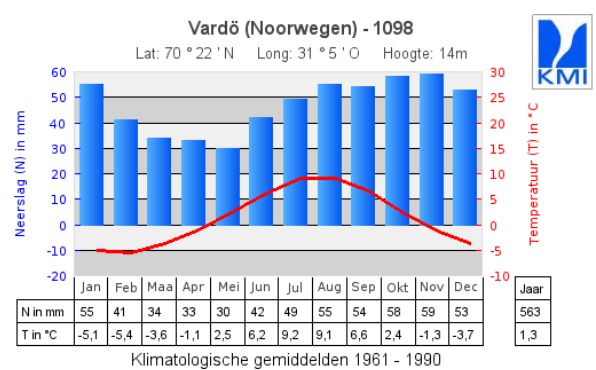 Vardö (Noorwegen) - 1098
Lat: 70 ° 22 ' N Long: 31 ° 5 ' O Hoogte: 14m
KMI
60 30
50 25
40 20
30 15
20 10
10 5
0 0
-10 -5
-20 -10
Neerslag (N) in mm
Temperatuur (T) in °C
Jan Feb Maa Apr Mei Jun Jul Aug Sep Okt Nov Dec Jaar
N in mm 55 41 34 33 30 42 49 55 54 58 59 53 563
T in °C -5,1 -5,4 -3,6 -1,1 2,5 6,2 9,2 9,1 6,6 2,4 -1,3 -3,7 1,3
Klimatologische gemiddelden 1961 - 1990